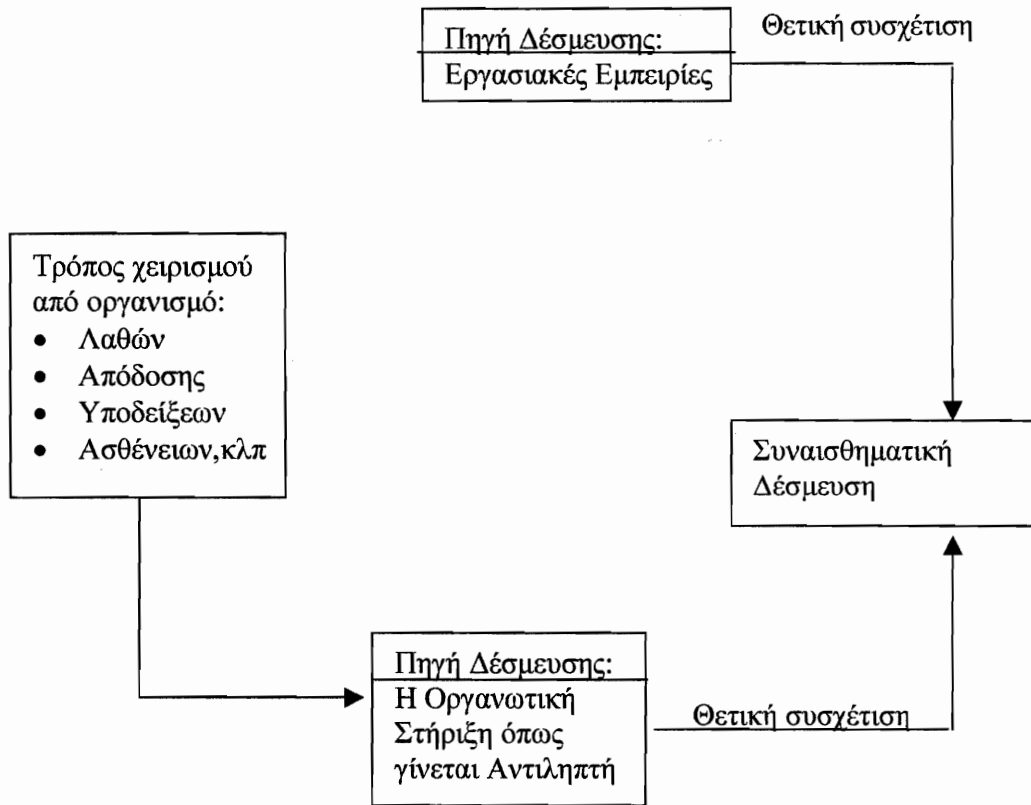 Πηγή Δέσμευσης:
Εργασιακές Εμπειρίες
Θετική συσχέτιση
Τρόπος χειρισμού
από οργανισμό:
• Λαθών
• Απόδοσης
• Υποδείξεων
• Ασθένειων,κλπ
Συναισθηματική
Δέσμευση
Πηγή Δέσμευσης:
Η Οργανωτική
Στήριξη όπως
γίνεται Αντιληπτή
Θετική συσχέτιση